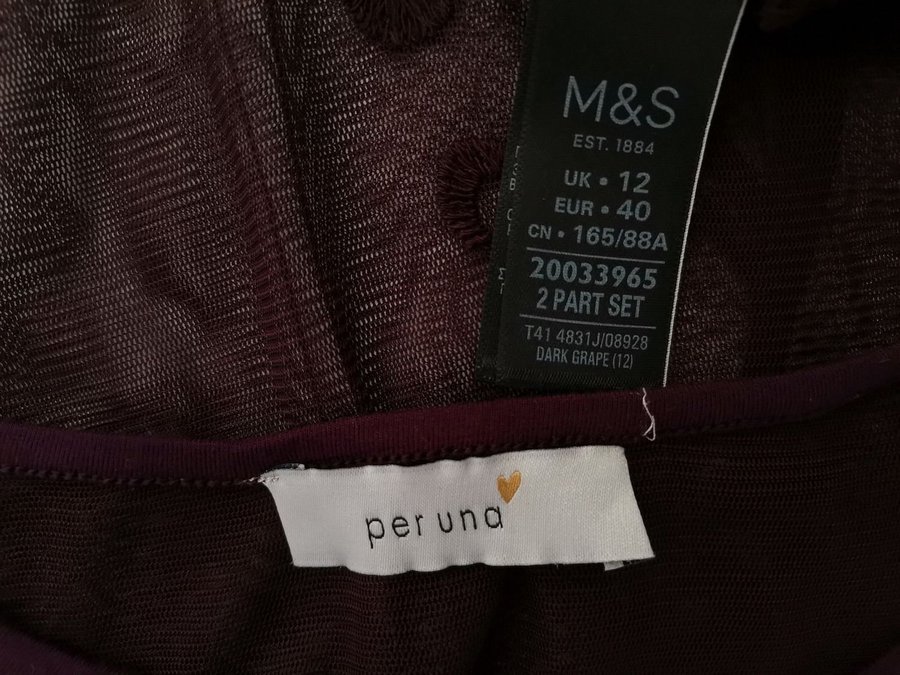 M&S
EST. 1884
UK • 12
EUR • 40
CN • 165/88A
20033965
2 PART SET
T41 4831J/08928
DARK GRAPE (12)
per una